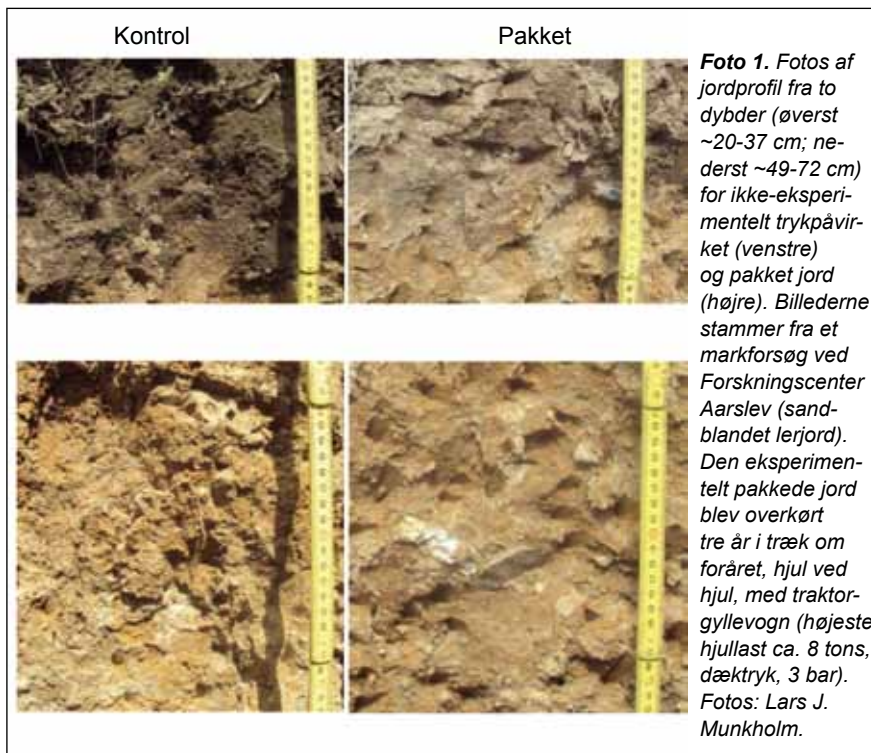 Kontrol
Pakket
Foto 1. Fotos af
jordprofil fra to
dybder (øverst
~20-37 cm; ne-
derst ~49-72 cm)
for ikke-eksperi-
mentelt trykpåvir-
ket (venstre)
og pakket jord
(højre). Billederne
stammer fra et
markforsøg ved
Forskningscenter
Aarslev (sand-
blandet lerjord).
Den eksperimen-
telt pakkede jord
blev overkørt
tre år i træk om
foråret, hjul ved
hjul, med traktor-
gyllevogn (højeste
hjullast ca. 8 tons,
dæktryk, 3 bar).
Fotos: Lars J.
Munkholm.